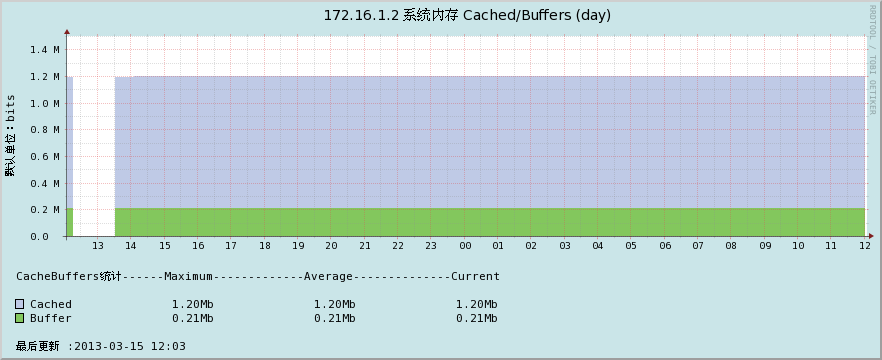 172.16.1.2 系统内存 Cached/Buffers (day)
RRDTOOL / TOBI OETIKER
默认单位：bits
1.4 M
1.2 M
1.0 M
0.8 M
0.6 M
0.4 M
0.2 M
0.0
13 14 15 16 17 18 19 20 21 22 23 00 01 02 03 04 05 06 07 08 09 10 11 12
CacheBuffers统计------Maximum-------------Average--------------Current
Cached 1.20Mb 1.20Mb 1.20Mb
Buffer 0.21Mb 0.21Mb 0.21Mb
最后更新 :2013-03-15 12:03